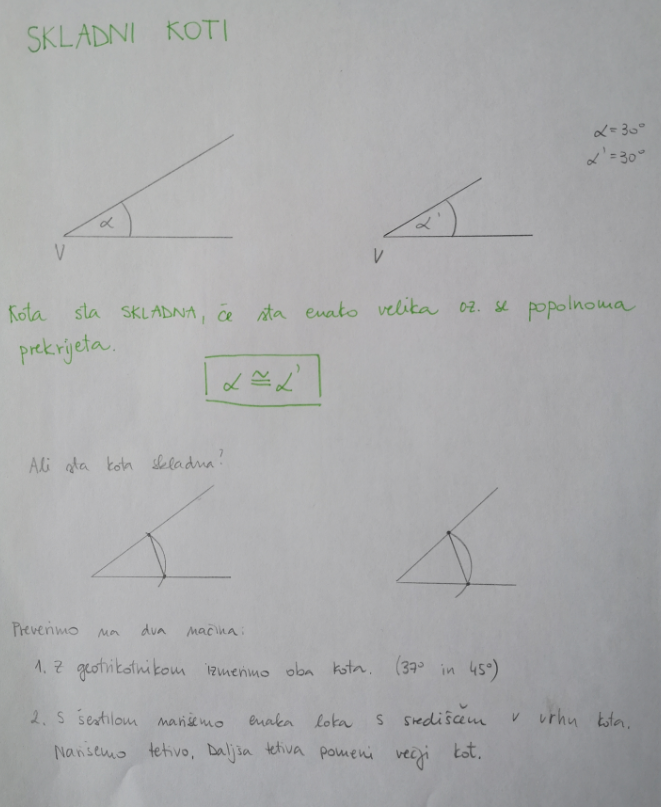 SKLADNI KOTI
α = 30°
α' = 30°
α
α'
V
V
Kota sta SKLADNA, če sta enako velika oz. se popolnoma
prekrijeta.
α ≅ α'
Ali sta kota skladna?
Preverimo na dva načina:
1. Z geotrikotnikom izmerimo oba kota. (37° in 45°)
2. S šestilom narišemo enaka loka s središčem v vrhu kota.
Narišemo tetivo. Daljša tetiva pomeni večji kot.